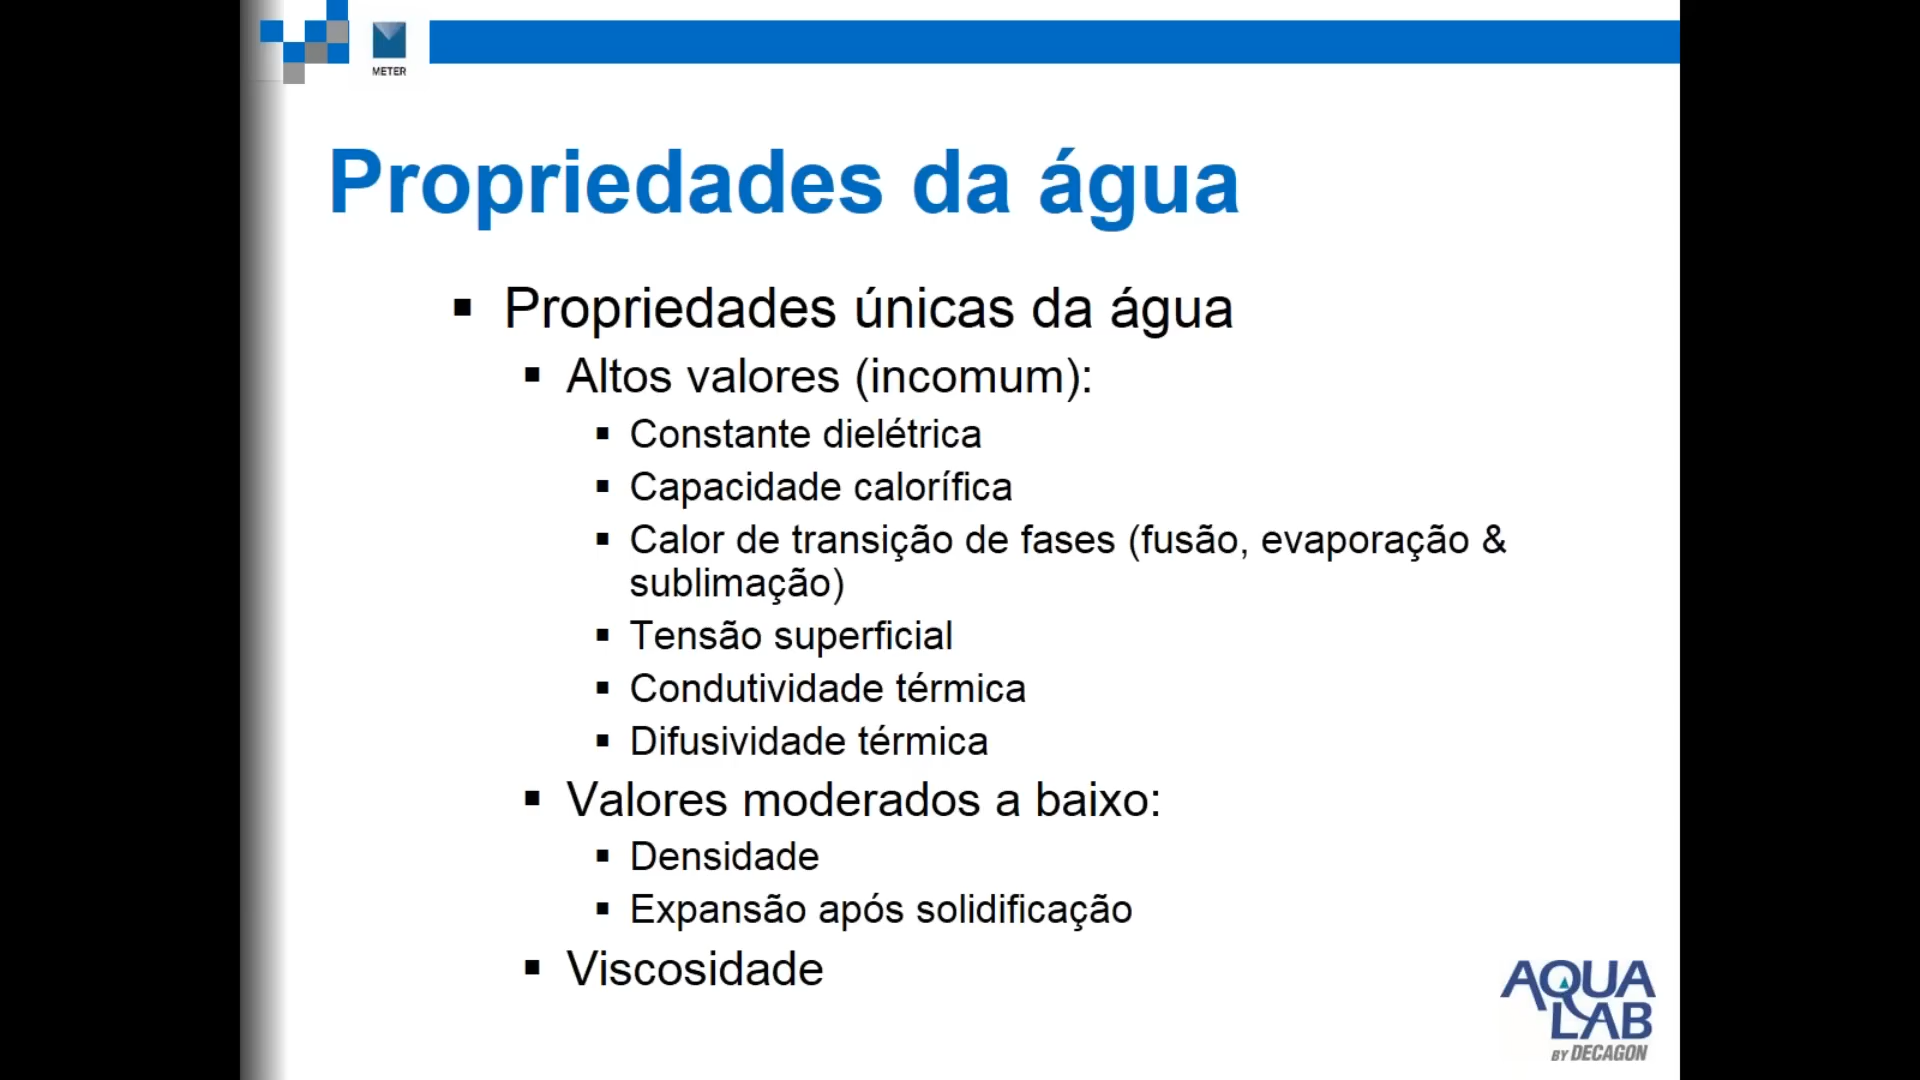 METER
Propriedades da água
▪ Propriedades únicas da água
▪ Altos valores (incomum):
▪ Constante dielétrica
▪ Capacidade calorífica
▪ Calor de transição de fases (fusão, evaporação &
sublimação)
▪ Tensão superficial
▪ Condutividade térmica
▪ Difusividade térmica
▪ Valores moderados a baixo:
▪ Densidade
▪ Expansão após solidificação
▪ Viscosidade
AQUA
LAB
BY DECAGON